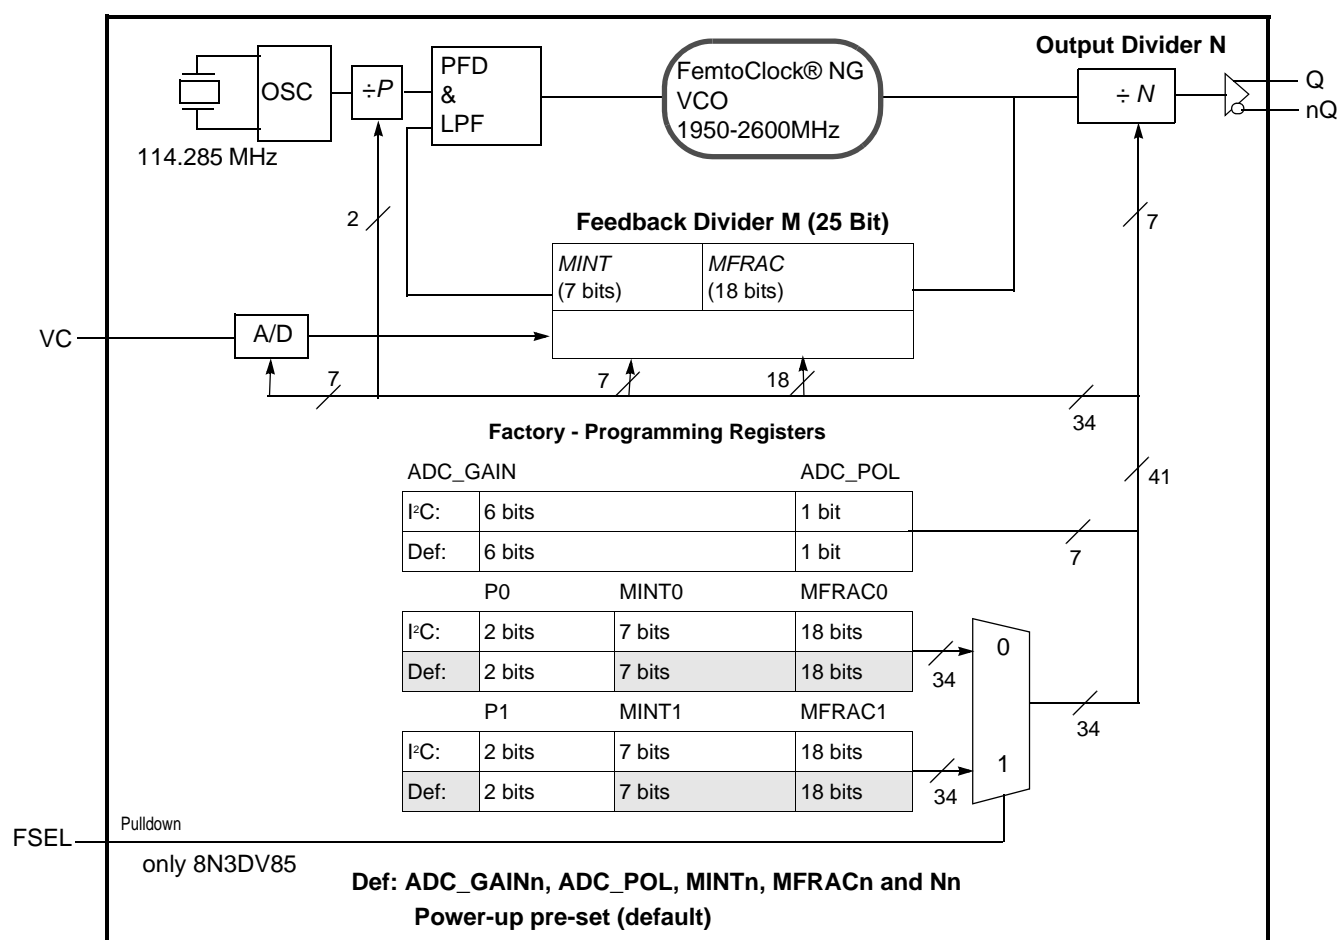 Output Divider N
OSC
÷P
PFD
&
LPF
FemtoClock® NG
VCO
1950-2600MHz
÷ N
Q
nQ
114.285 MHz
2
7
Feedback Divider M (25 Bit)
MINT
(7 bits)
MFRAC
(18 bits)
VC
A/D
7
7
18
34
Factory - Programming Registers
41
ADC_GAIN ADC_POL
I²C: 6 bits 1 bit
Def: 6 bits 1 bit
7
P0 MINT0 MFRAC0
I²C: 2 bits 7 bits 18 bits
Def: 2 bits 7 bits 18 bits
34
0
P1 MINT1 MFRAC1
I²C: 2 bits 7 bits 18 bits
Def: 2 bits 7 bits 18 bits
34
1
34
FSEL
Pulldown
only 8N3DV85
Def: ADC_GAINn, ADC_POL, MINTn, MFRACn and Nn
Power-up pre-set (default)